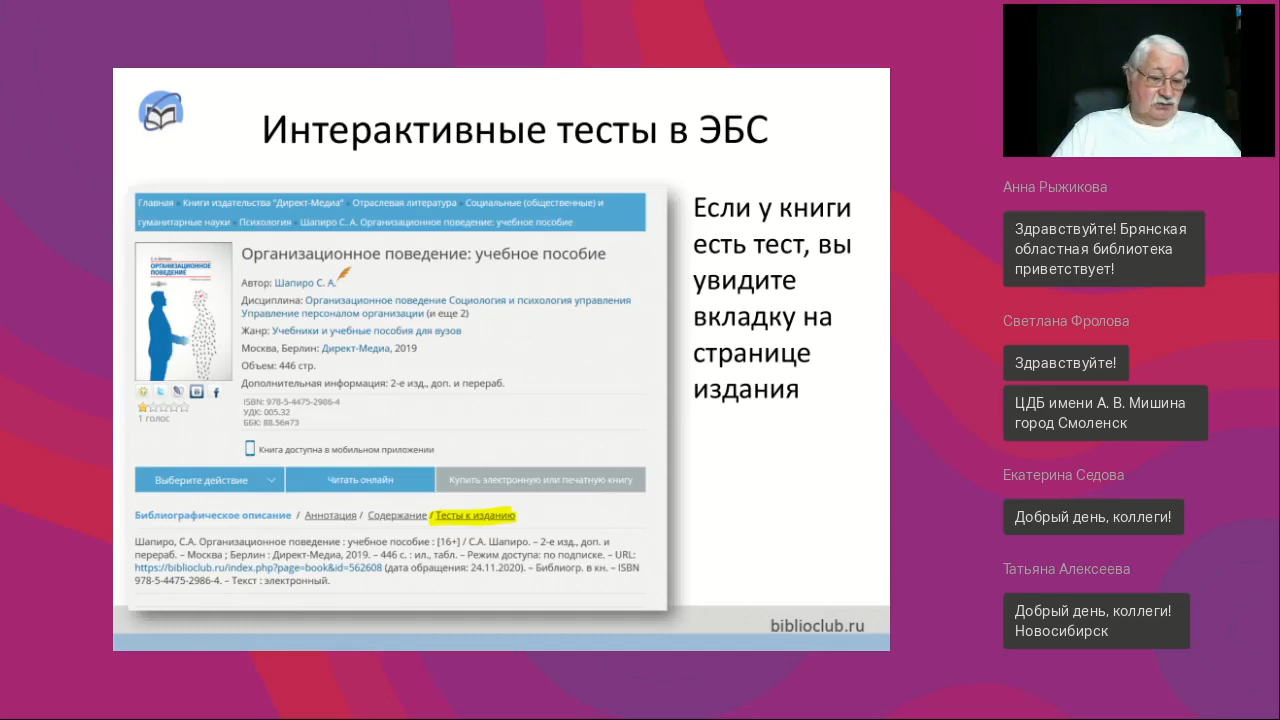 Интерактивные тесты в ЭБС
Главная » Книги издательства "Директ-Медиа" » Отраслевая литература » Социальные (общественные) и
гуманитарные науки » Психология » Шапиро С. А. Организационное поведение: учебное пособие
ОРГАНИЗАЦИОННОЕ
ПОВЕДЕНИЕ
Организационное поведение: учебное пособие
Автор: Шапиро С. А.
Дисциплина: Организационное поведение Социология и психология управления
Управление персоналом организации (и еще 2)
Жанр: Учебники и учебные пособия для вузов
Москва, Берлин: Директ-Медиа, 2019
Объем: 446 стр.
Дополнительная информация: 2-е изд., доп. и перераб.
ISBN: 978-5-4475-2986-4
УДК: 005.32
ББК: 88.56я73
1 голос
Книга доступна в мобильном приложении
Выберите действие
Читать онлайн
Купить электронную или печатную книгу
Библиографическое описание / Аннотация / Содержание / Тесты к изданию
Шапиро, С.А. Организационное поведение : учебное пособие : [16+] / С.А. Шапиро. – 2-е изд., доп. и
перераб. – Москва ; Берлин : Директ-Медиа, 2019. – 446 с. : ил., табл. – Режим доступа: по подписке. – URL:
https://biblioclub.ru/index.php?page=book&id=562608 (дата обращения: 24.11.2020). – Библиогр. в кн. – ISBN
978-5-4475-2986-4. – Текст : электронный.
Если у книги
есть тест, вы
увидите
вкладку на
странице
издания
biblioclub.ru
Анна Рыжикова
Здравствуйте! Брянская
областная библиотека
приветствует!
Светлана Фролова
Здравствуйте!
ЦДБ имени А. В. Мишина
город Смоленск
Екатерина Седова
Добрый день, коллеги!
Татьяна Алексеева
Добрый день, коллеги!
Новосибирск